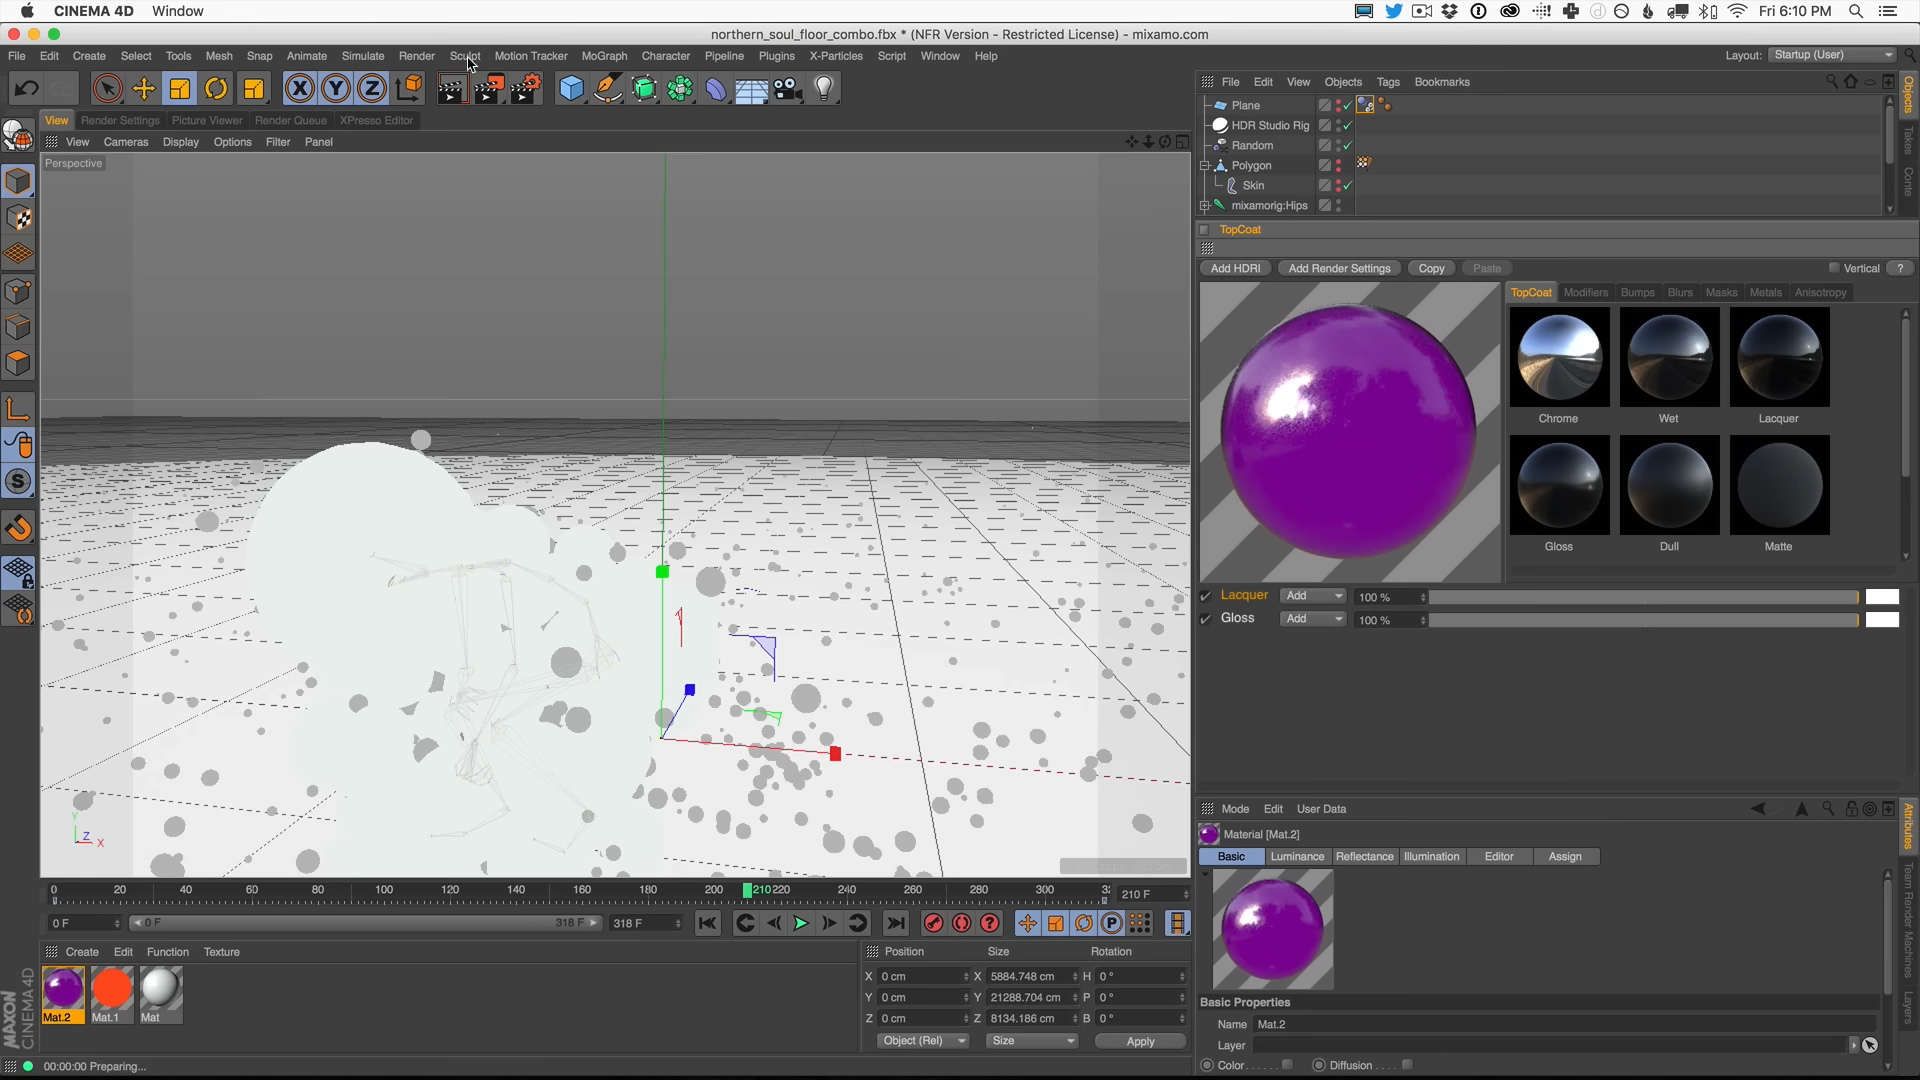 CINEMA 4D Window Fri 6:10 PM
northern_soul_floor_combo.fbx * (NFR Version - Restricted License) - mixamo.com
File Edit Create Select Tools Mesh Snap Animate Simulate Render Sculpt Motion Tracker MoGraph Character Pipeline Plugins X-Particles Script Window Help Layout: Startup (User)
X Y Z
File Edit View Objects Tags Bookmarks
View Render Settings Picture Viewer Render Queue XPresso Editor
View Cameras Display Options Filter Panel
Perspective
Plane
HDR Studio Rig
Random
Polygon
Skin
mixamorig:Hips
Objects
Takes
TopCoat
Add HDRI Add Render Settings Copy Paste Vertical ?
TopCoat Modifiers Bumps Blurs Masks Metals Anisotropy
Chrome Wet Lacquer
Gloss Dull Matte
Lacquer Add 100 %
Gloss Add 100 %
Y
Z
X
0 20 40 60 80 100 120 140 160 180 200 210 220 240 260 280 300 210 F
0 F 0 F 318 F 318 F
Create Edit Function Texture
Mat.2 Mat.1 Mat
MAXON
CINEMA 4D
Position Size Rotation
X 0 cm X 5884.748 cm H 0 °
Y 0 cm Y 21288.704 cm P 0 °
Z 0 cm Z 8134.186 cm B 0 °
Object (Rel) Size Apply
00:00:00 Preparing...
Mode Edit User Data
Material [Mat.2]
Basic Luminance Reflectance Illumination Editor Assign
Basic Properties
Name Mat.2
Layer
Color Diffusion
Attributes
Team Render Machines
Layers